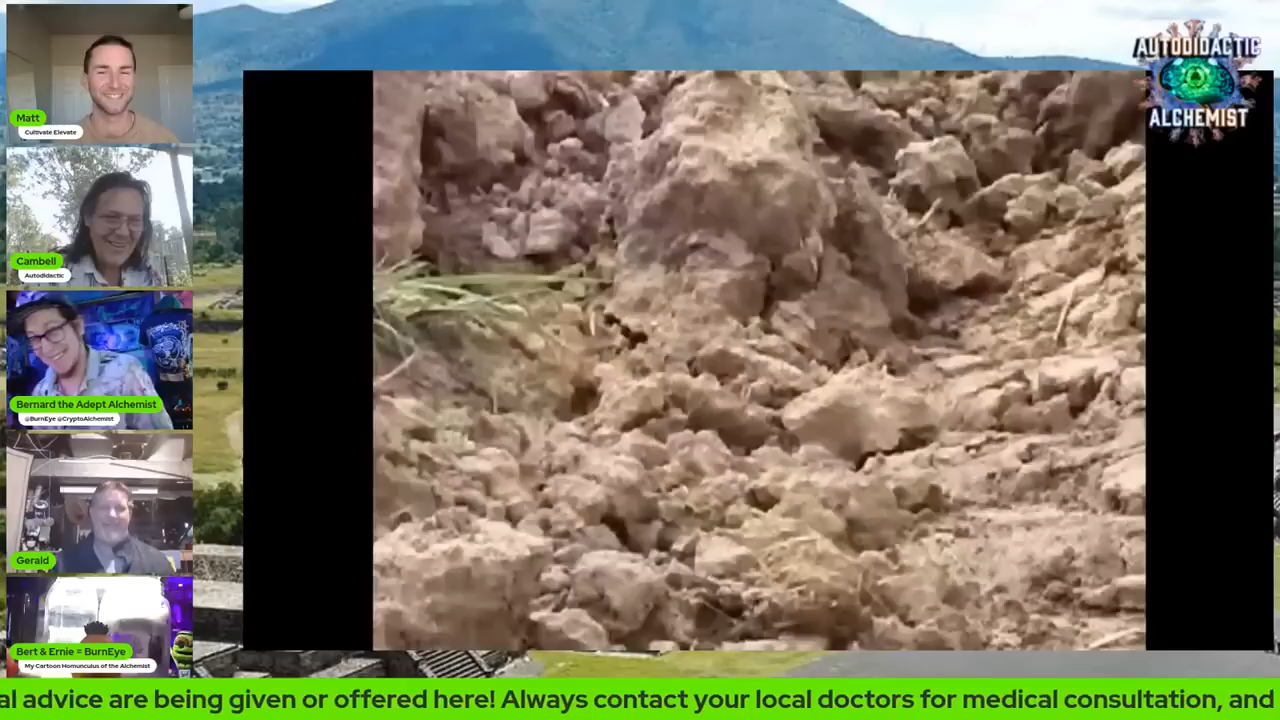 AUTODIDACTIC
ALCHEMIST
Matt
Cultivate Elevate
Cambell
Autodidactic
Bernard the Adept Alchemist
@BurnEye @CryptoAlchemist
Gerald
Bert & Ernie = BurnEye
My Cartoon Homunculus of the Alchemist
al advice are being given or offered here! Always contact your local doctors for medical consultation, and